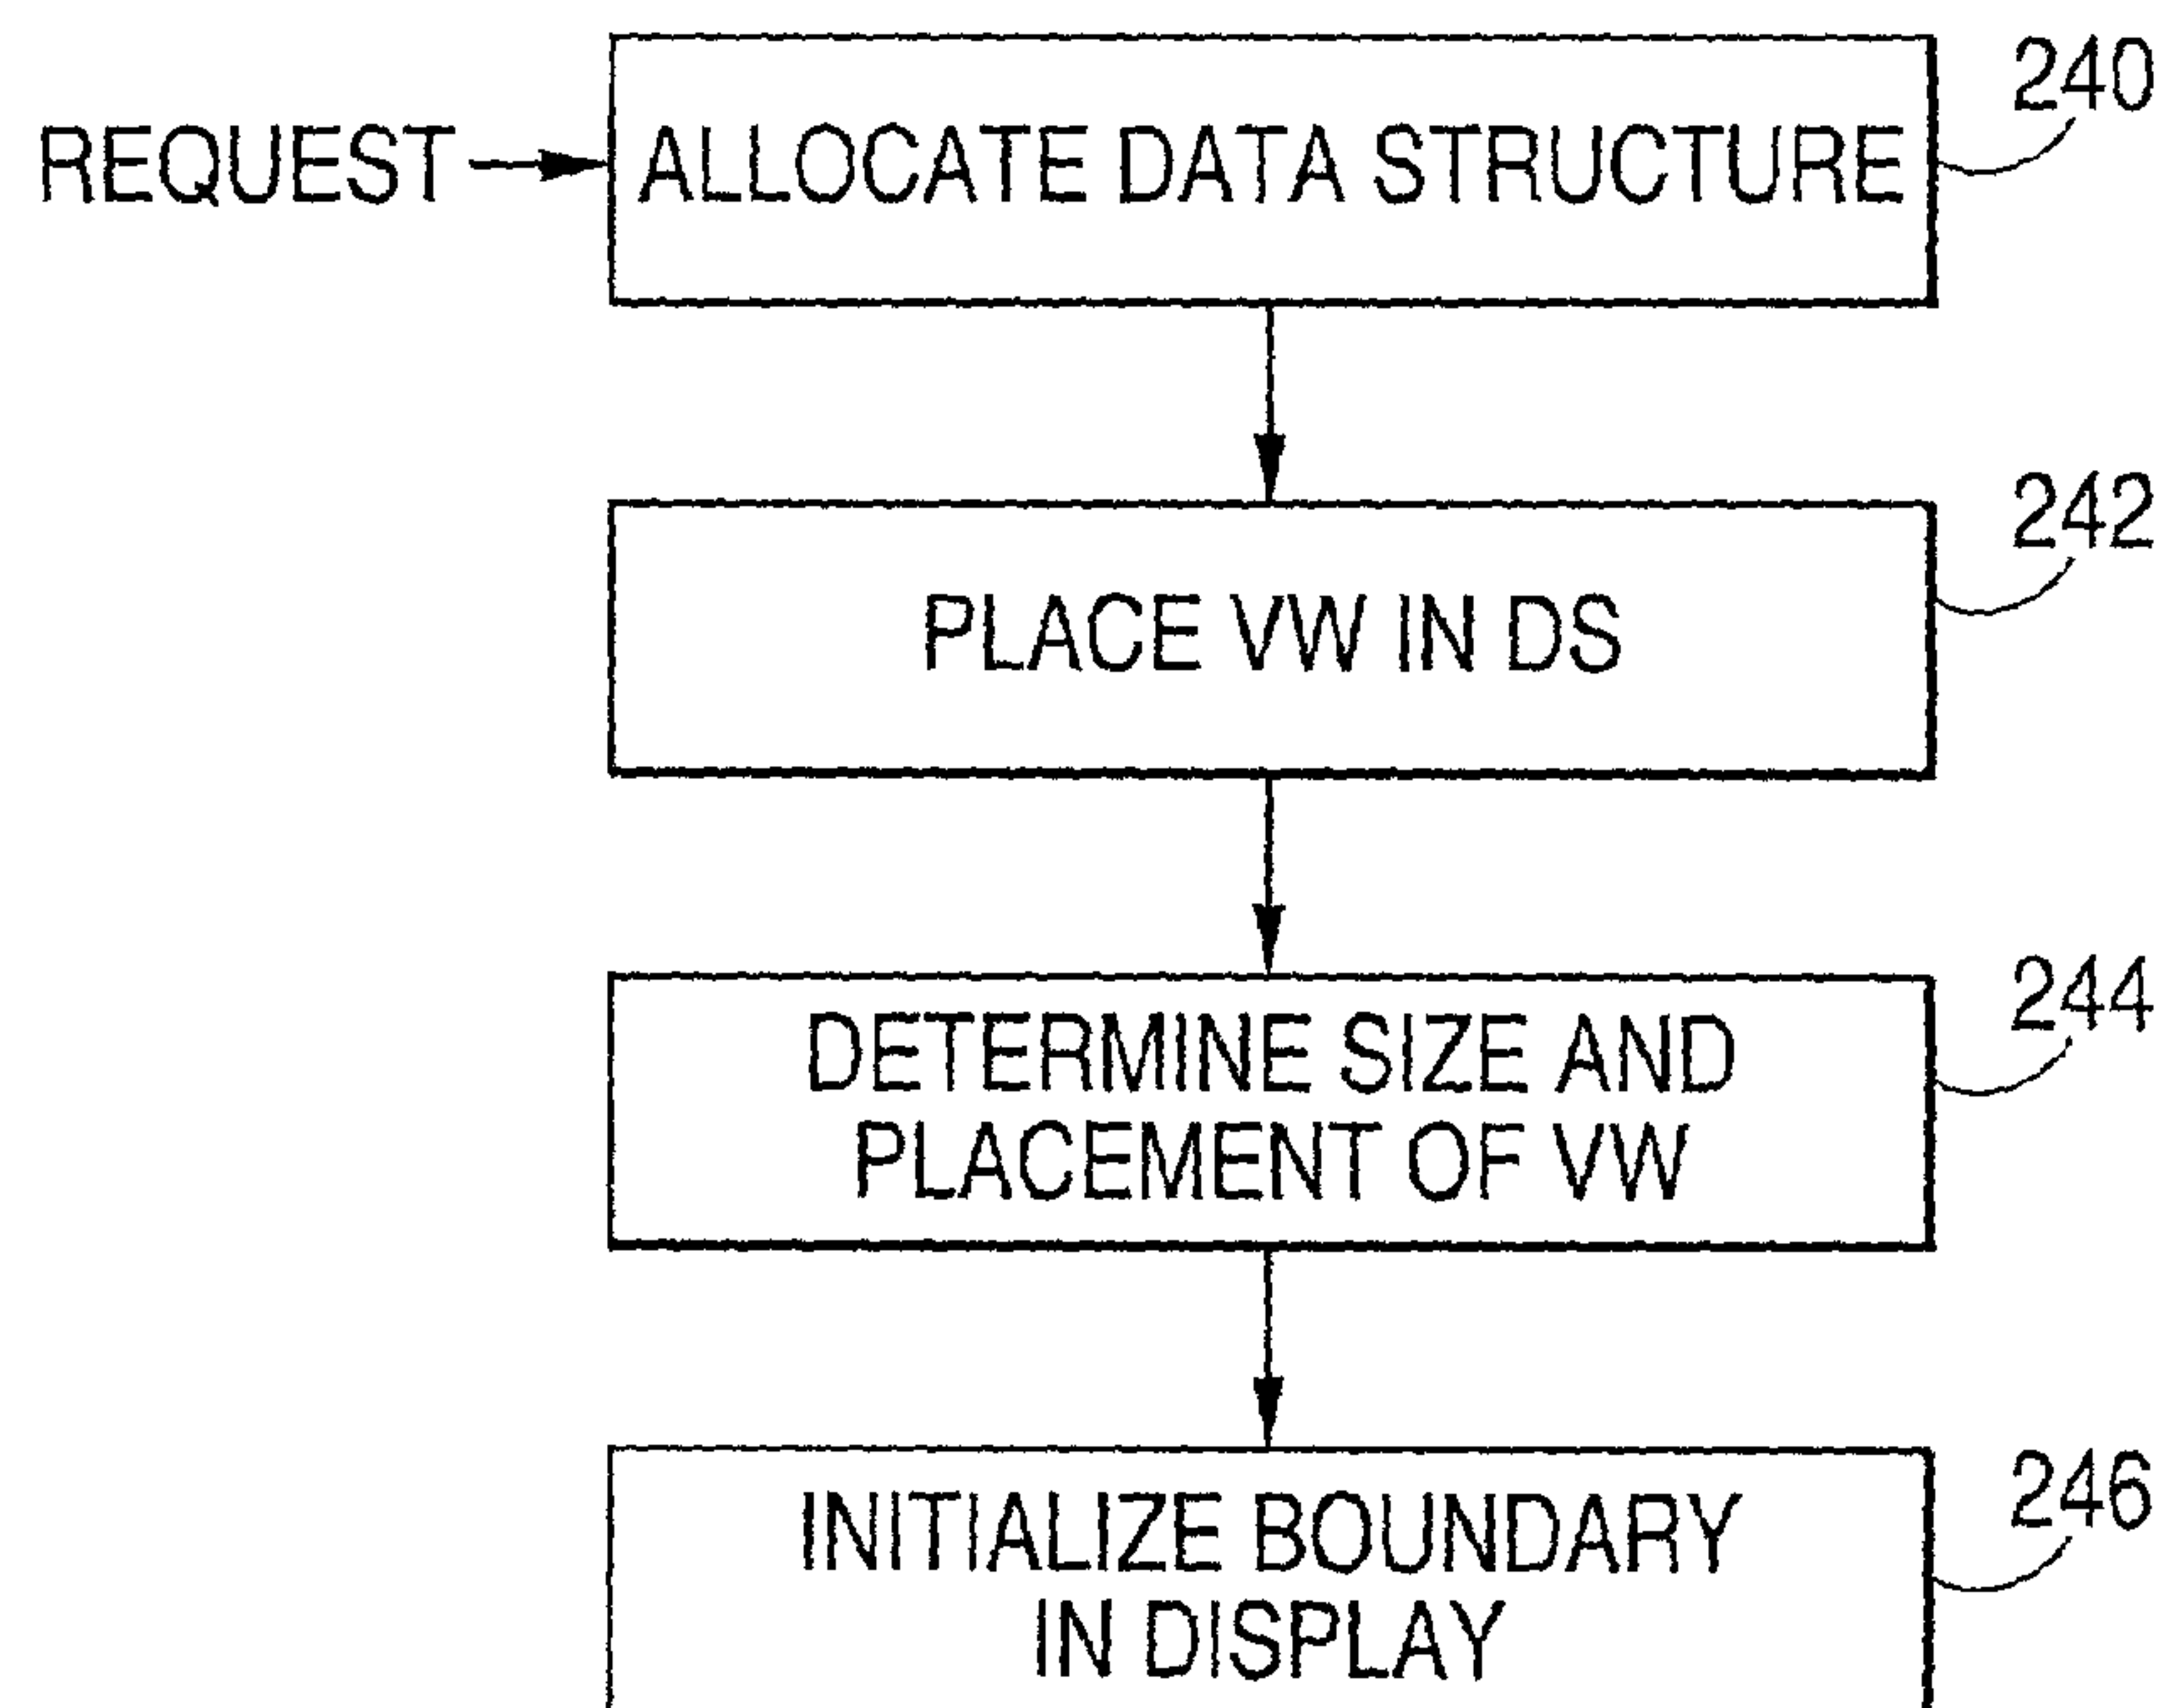 240
REQUEST
ALLOCATE DATA STRUCTURE
242
PLACE VW IN DS
244
DETERMINE SIZE AND
PLACEMENT OF VW
246
INITIALIZE BOUNDARY
IN DISPLAY